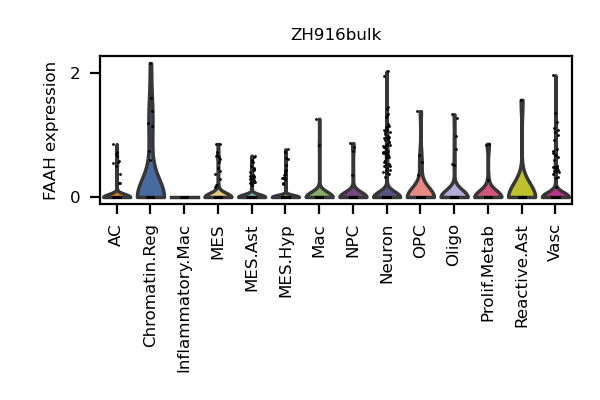 ZH916bulk
FAAH expression
2
0
AC
Chromatin.Reg
Inflammatory.Mac
MES
MES.Ast
MES.Hyp
Mac
NPC
Neuron
OPC
Oligo
Prolif.Metab
Reactive.Ast
Vasc